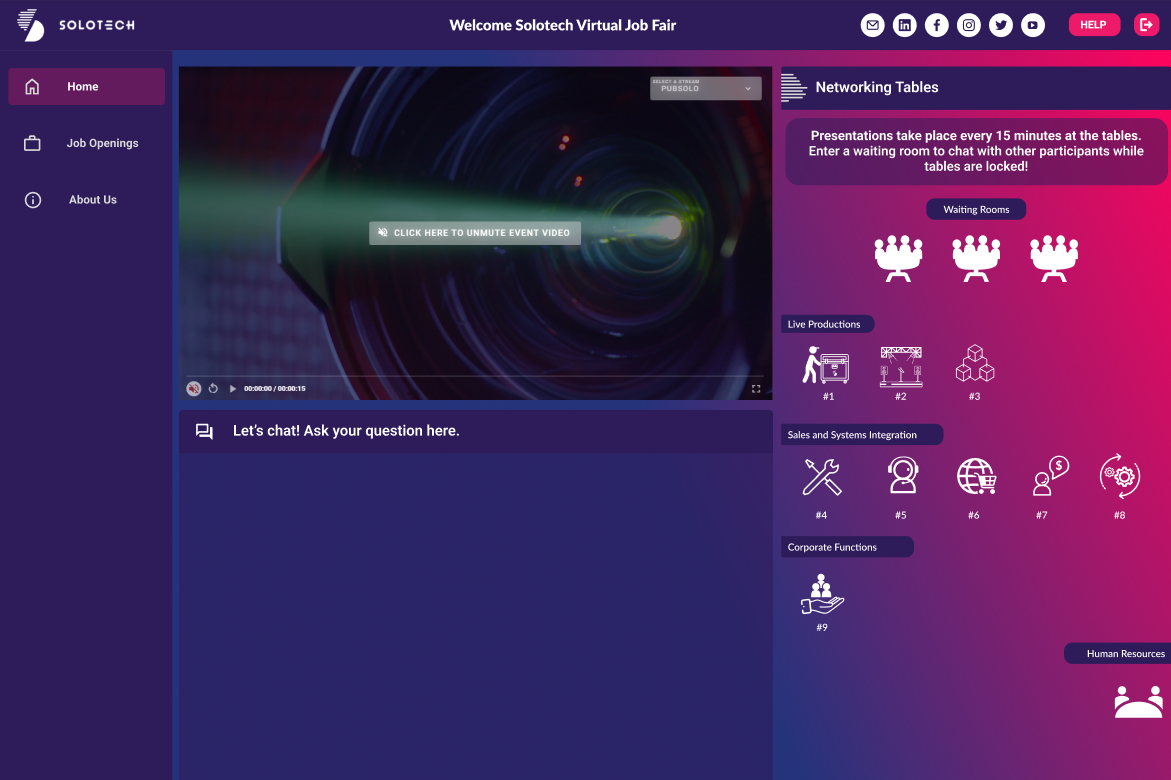 SOLOTECH
Welcome Solotech Virtual Job Fair
HELP
Home
Job Openings
About Us
SELECT A STREAM
PUBSOLO
CLICK HERE TO UNMUTE EVENT VIDEO
00:00:00 / 00:00:15
Let's chat! Ask your question here.
Networking Tables
Presentations take place every 15 minutes at the tables.
Enter a waiting room to chat with other participants while
tables are locked!
Waiting Rooms
Live Productions
#1 #2 #3
Sales and Systems Integration
$
#4 #5 #6 #7 #8
Corporate Functions
#9
Human Resources